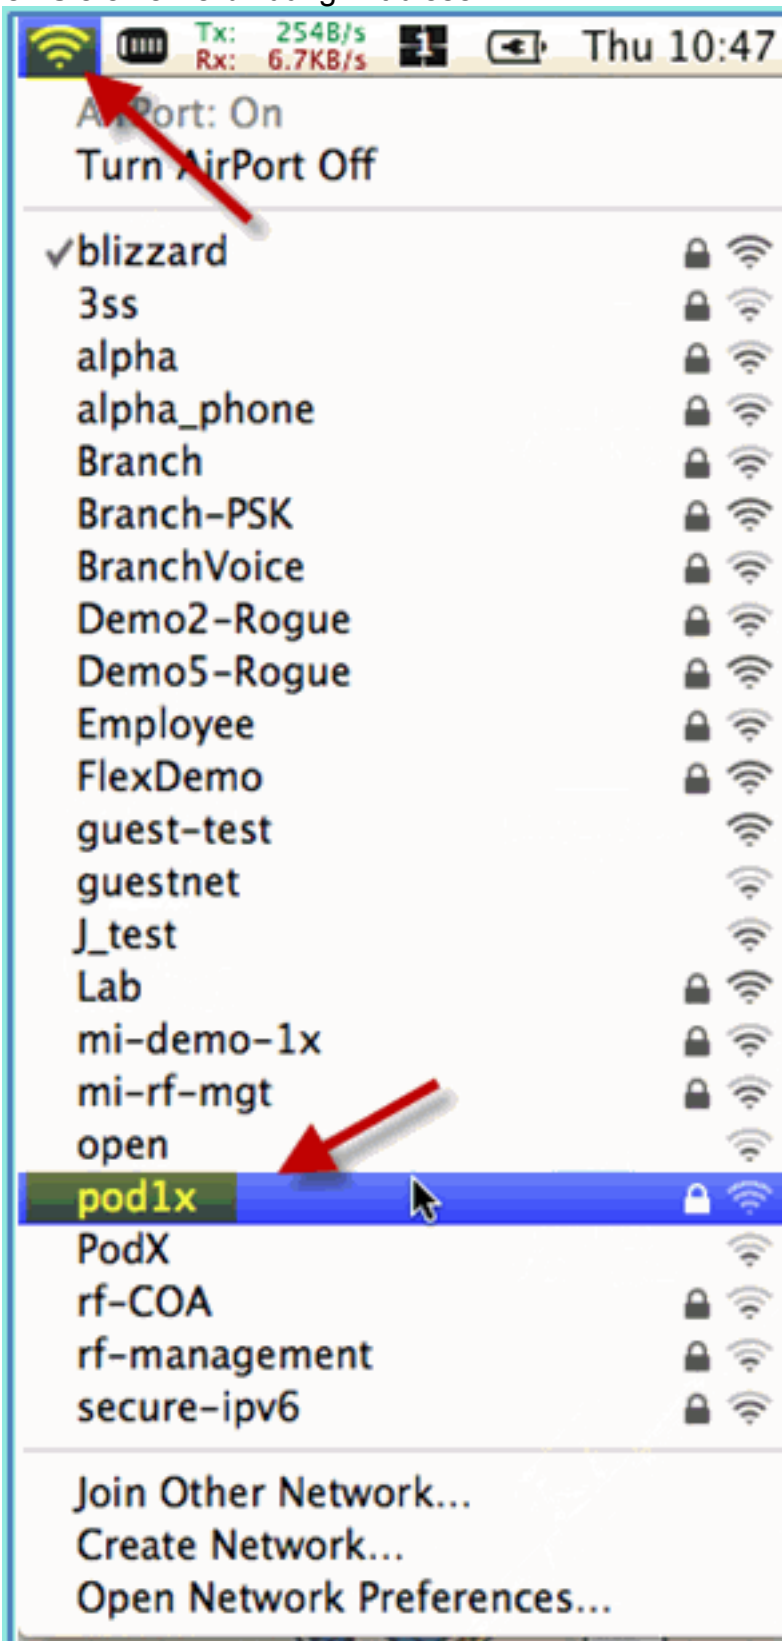 Tx: 254B/s
Rx: 6.7KB/s
1
Thu 10:47
AirPort: On
Turn AirPort Off
✓blizzard
3ss
alpha
alpha_phone
Branch
Branch-PSK
BranchVoice
Demo2-Rogue
Demo5-Rogue
Employee
FlexDemo
guest-test
guestnet
J_test
Lab
mi-demo-1x
mi-rf-mgt
open
pod1x
PodX
rf-COA
rf-management
secure-ipv6
Join Other Network...
Create Network...
Open Network Preferences...